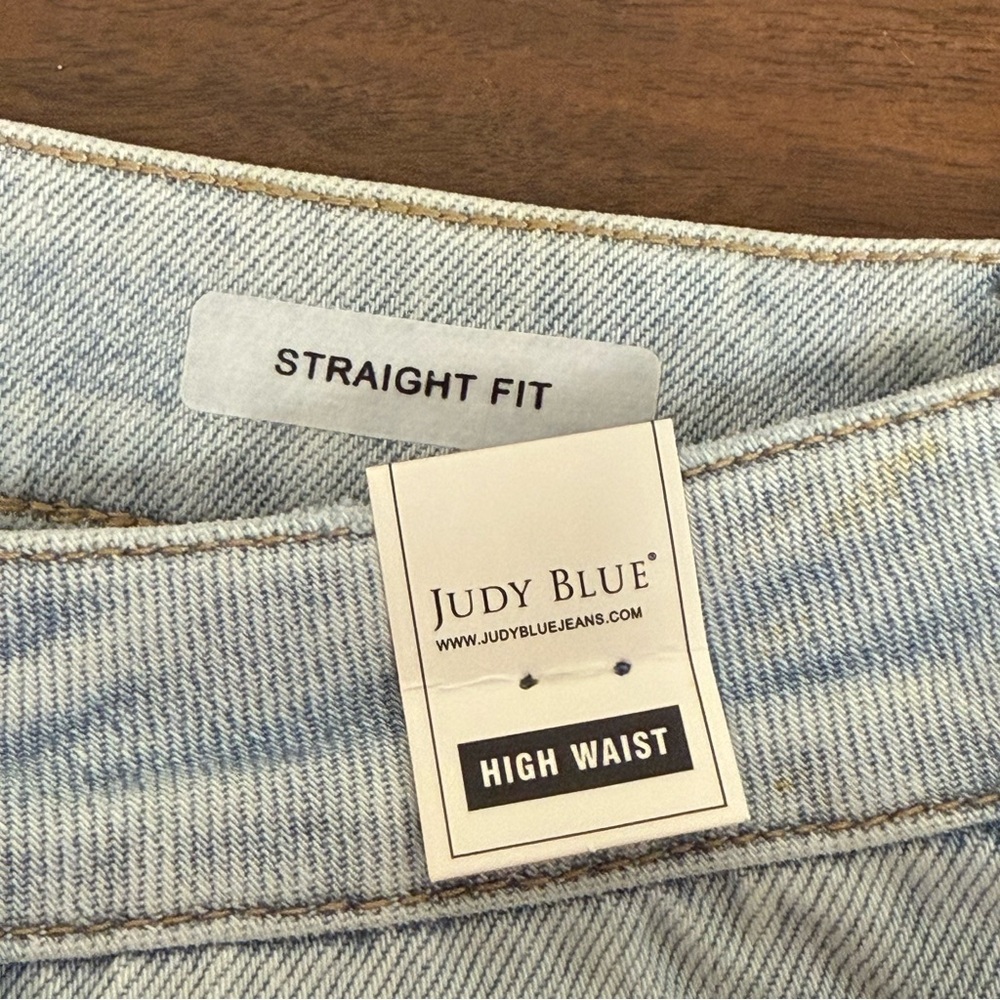 STRAIGHT FIT
JUDY BLUE®
WWW.JUDYBLUEJEANS.COM
HIGH WAIST